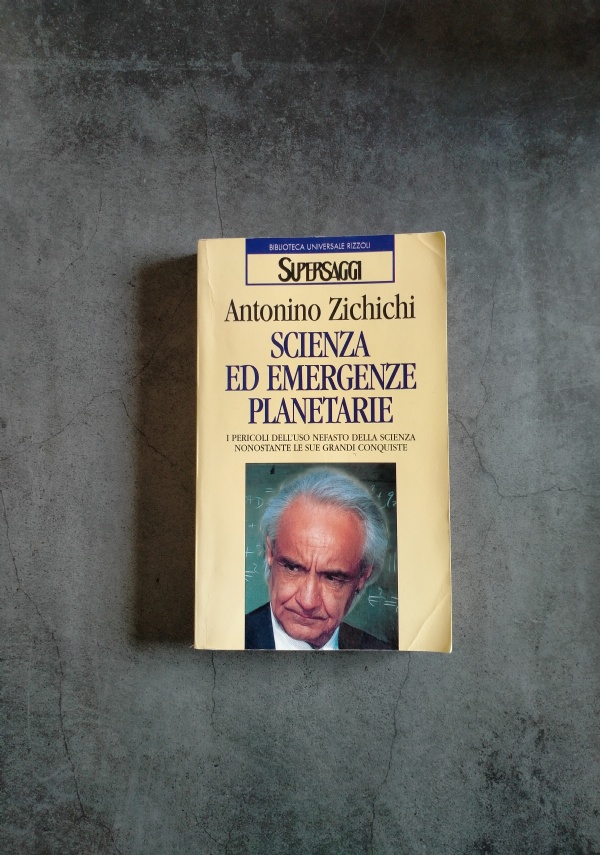 BIBLIOTECA UNIVERSALE RIZZOLI
SUPERSAGGI
Antonino Zichichi
SCIENZA
ED EMERGENZE
PLANETARIE
I PERICOLI DELL'USO NEFASTO DELLA SCIENZA
NONOSTANTE LE SUE GRANDI CONQUISTE